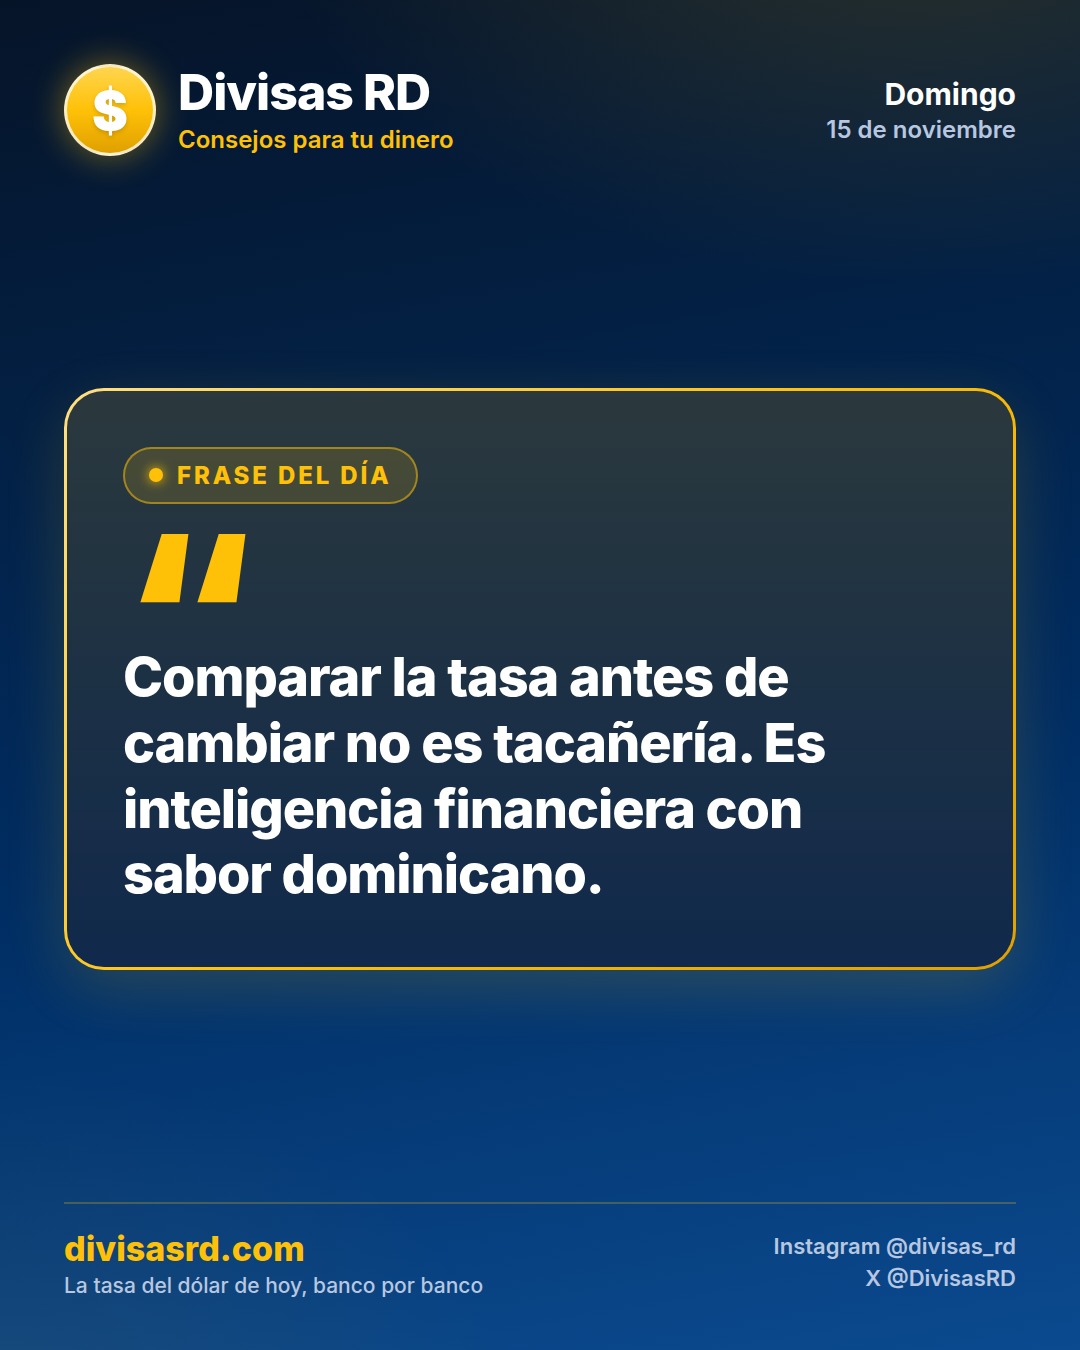 $
Divisas RD
Consejos para tu dinero
Domingo
15 de noviembre
FRASE DEL DÍA
"
Comparar la tasa antes de
cambiar no es tacañería. Es
inteligencia financiera con
sabor dominicano.
divisasrd.com
La tasa del dólar de hoy, banco por banco
Instagram @divisas_rd
X @DivisasRD